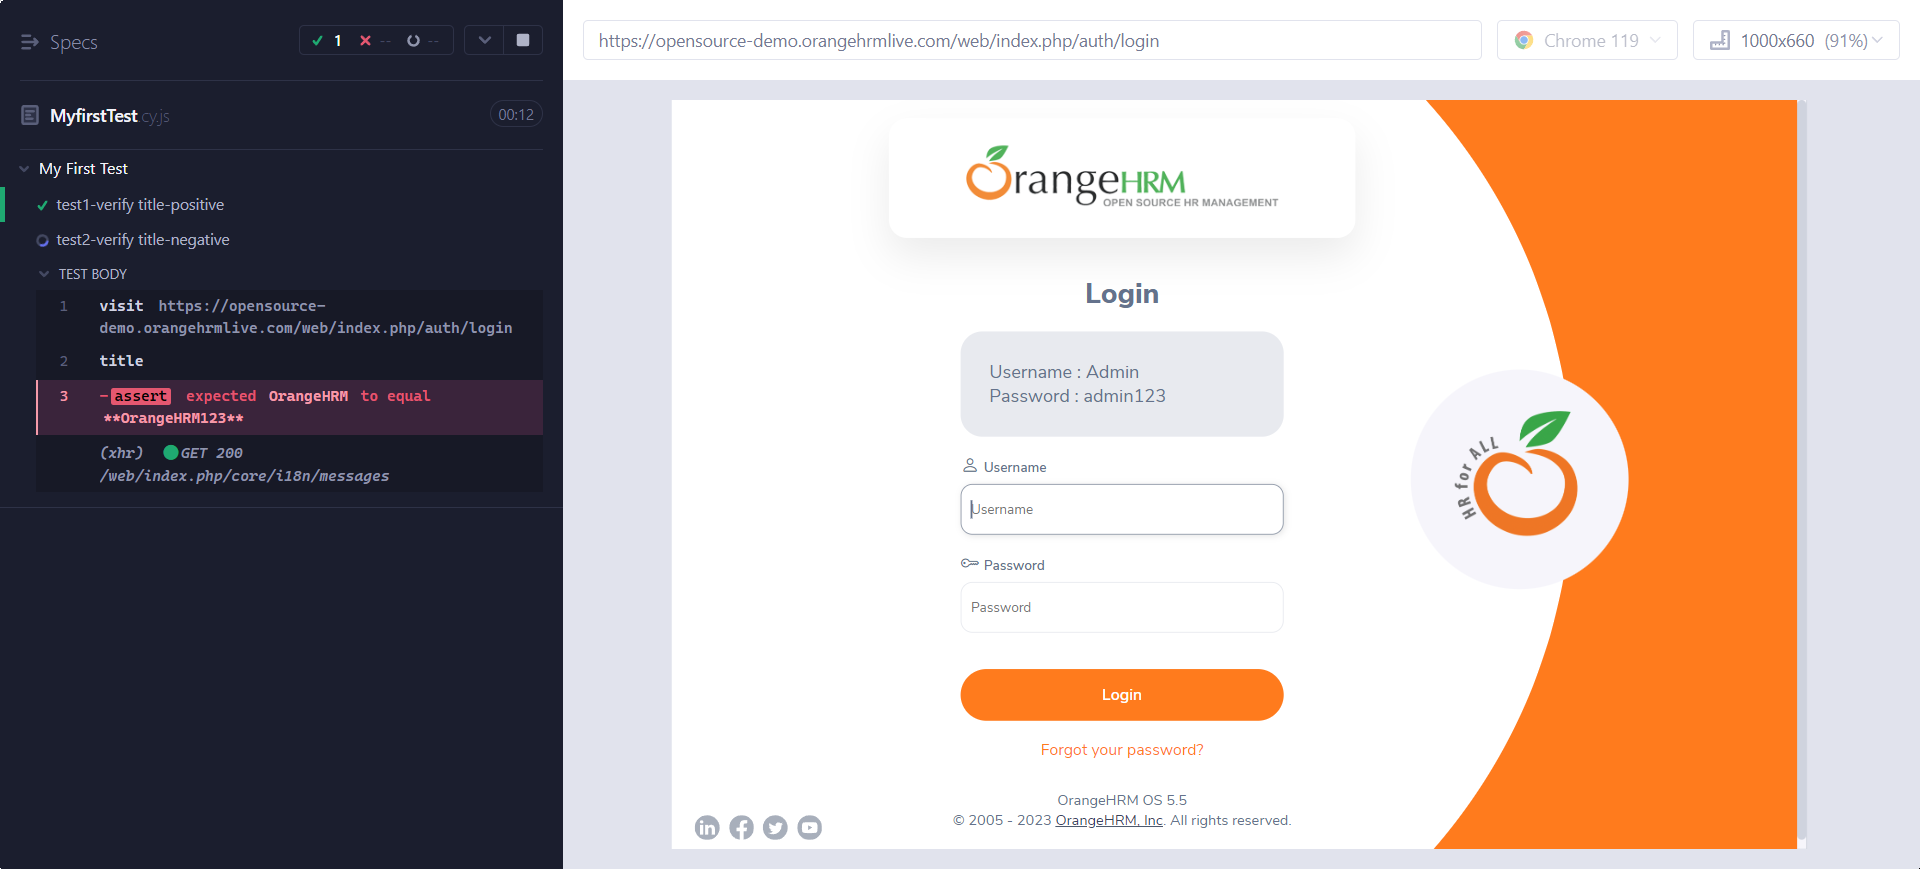 Specs
1 -- --
MyfirstTest cy.js
00:12
My First Test
test1-verify title-positive
test2-verify title-negative
TEST BODY
1 visit https://opensource-
demo.orangehrmlive.com/web/index.php/auth/login
2 title
3 -assert expected OrangeHRM to equal
**OrangeHRM123**
(xhr) GET 200
/web/index.php/core/i18n/messages
https://opensource-demo.orangehrmlive.com/web/index.php/auth/login
Chrome 119
1000x660 (91%)
OrangeHRM
OPEN SOURCE HR MANAGEMENT
Login
Username : Admin
Password : admin123
Username
Username
Password
Password
Login
Forgot your password?
OrangeHRM OS 5.5
© 2005 - 2023 OrangeHRM, Inc. All rights reserved.
HR for ALL